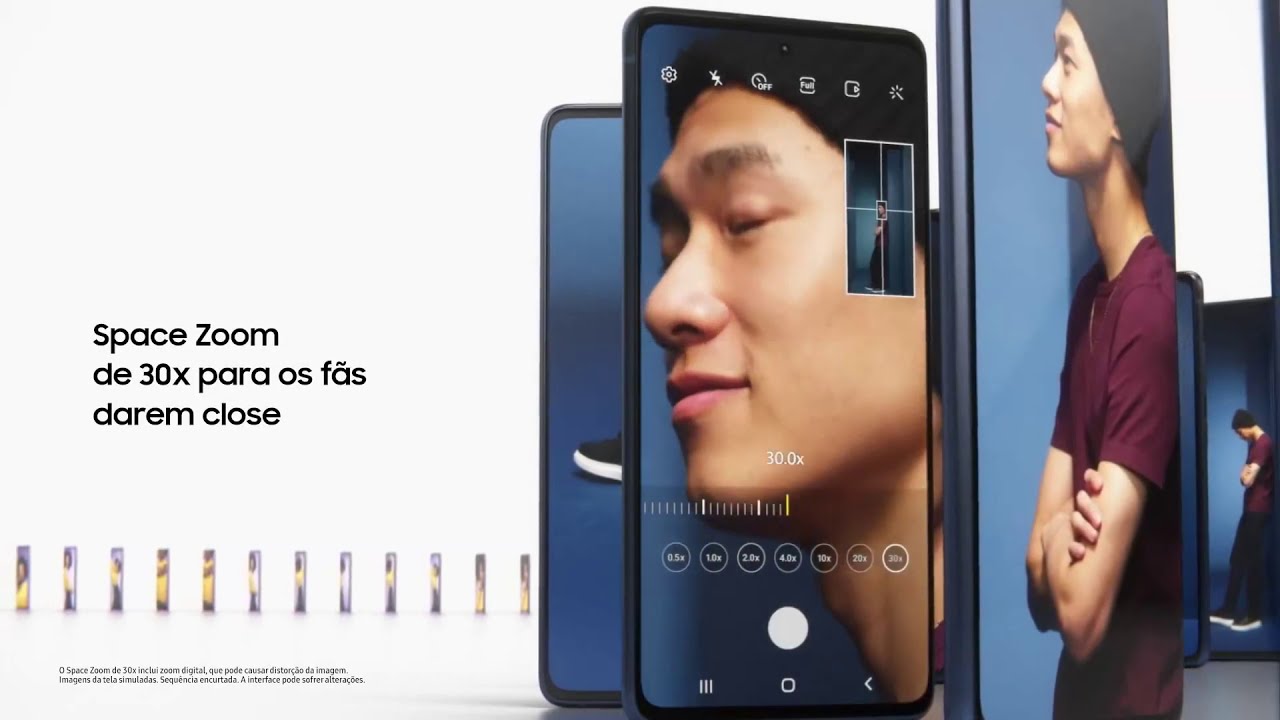 Space Zoom
de 30x para os fãs
darem close
OFF
Full
30.0x
0.5x 1.0x 2.0x 4.0x 10x 20x 30x
O Space Zoom de 30x inclui zoom digital, que pode causar distorção da imagem.
Imagens da tela simuladas. Sequência encurtada. A interface pode sofrer alterações.